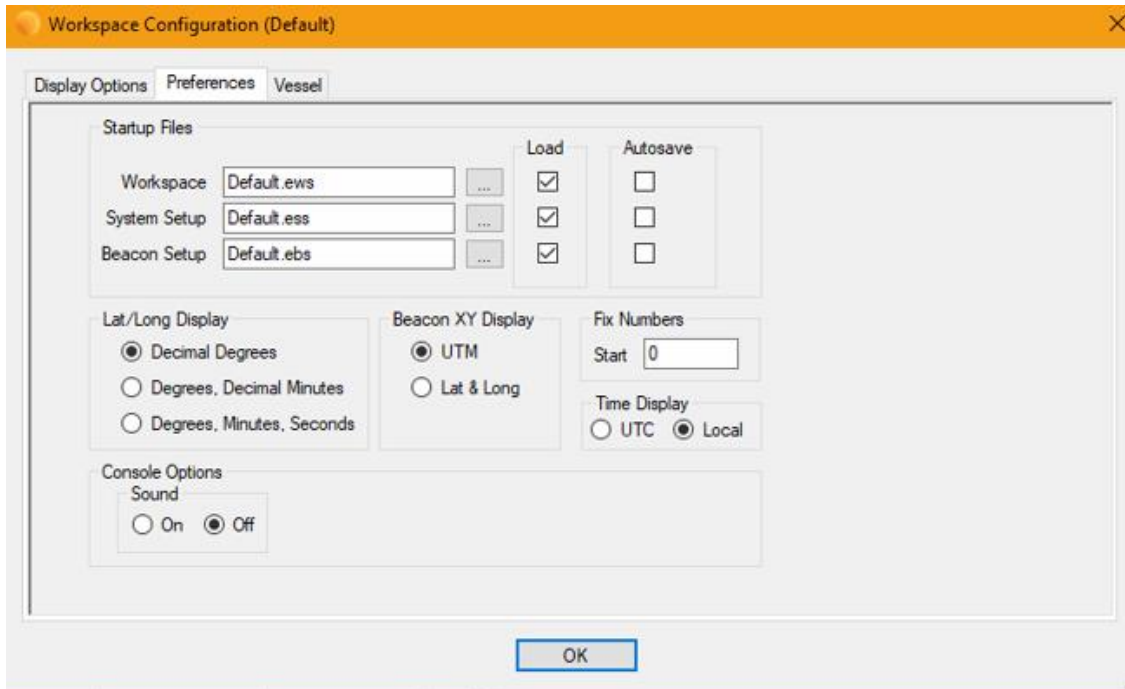 Workspace Configuration (Default)
Display Options Preferences Vessel
Startup Files
Load Autosave
Workspace Default.ews ...
System Setup Default.ess ...
Beacon Setup Default.ebs ...
Lat/Long Display
Decimal Degrees
Degrees, Decimal Minutes
Degrees, Minutes, Seconds
Beacon XY Display
UTM
Lat & Long
Fix Numbers
Start 0
Time Display
UTC Local
Console Options
Sound
On Off
OK